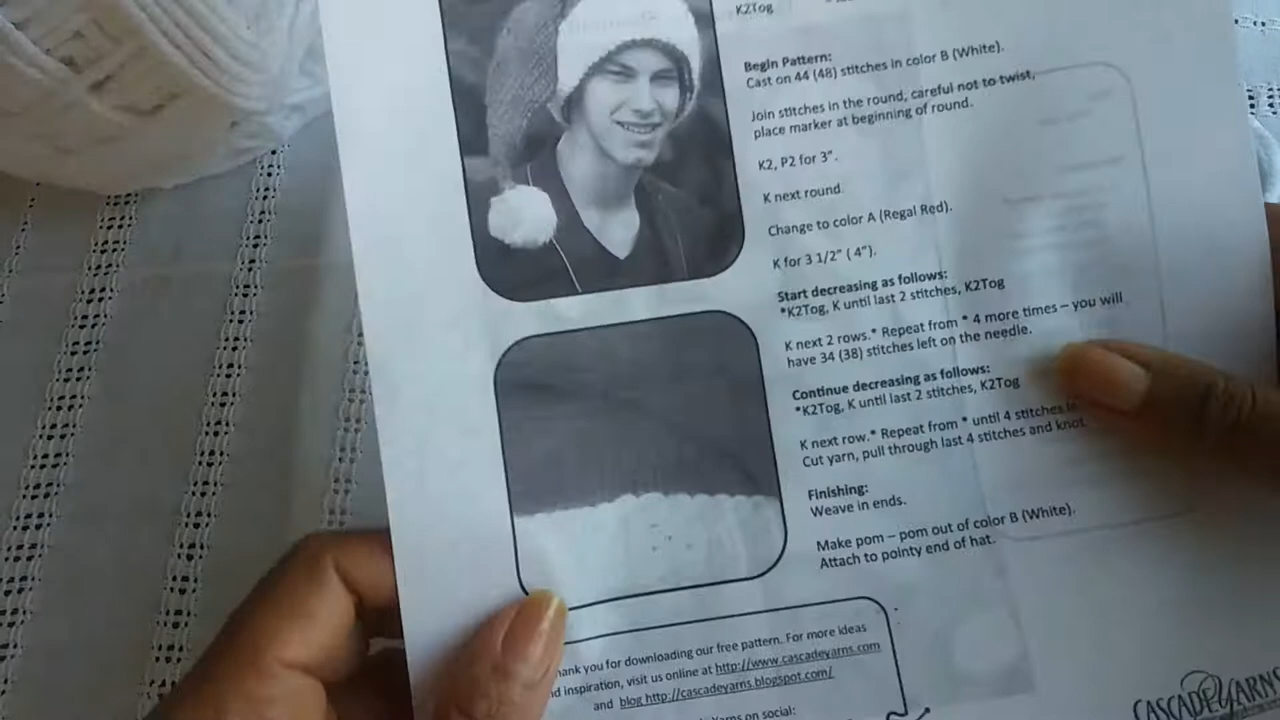 K2Tog
Begin Pattern:
Cast on 44 (48) stitches in color B (White).
Join stitches in the round, careful not to twist,
place marker at beginning of round.
K2, P2 for 3".
K next round
Change to color A (Regal Red).
K for 3 1/2" ( 4").
Start decreasing as follows:
*K2Tog, K until last 2 stitches, K2Tog
K next 2 rows.* Repeat from * 4 more times – you will
have 34 (38) stitches left on the needle.
Continue decreasing as follows:
*K2Tog, K until last 2 stitches, K2Tog
K next row.* Repeat from * until 4 stitches
Cut yarn, pull through last 4 stitches and knot
Finishing:
Weave in ends.
Make pom – pom out of color B (White).
Attach to pointy end of hat.
you for downloading our free pattern. For more ideas
inspiration, visit us online at http://www.cascadeyarns.com
and blog http://cascadeyarns.blogspot.com/
on social:
CASCADE YARNS